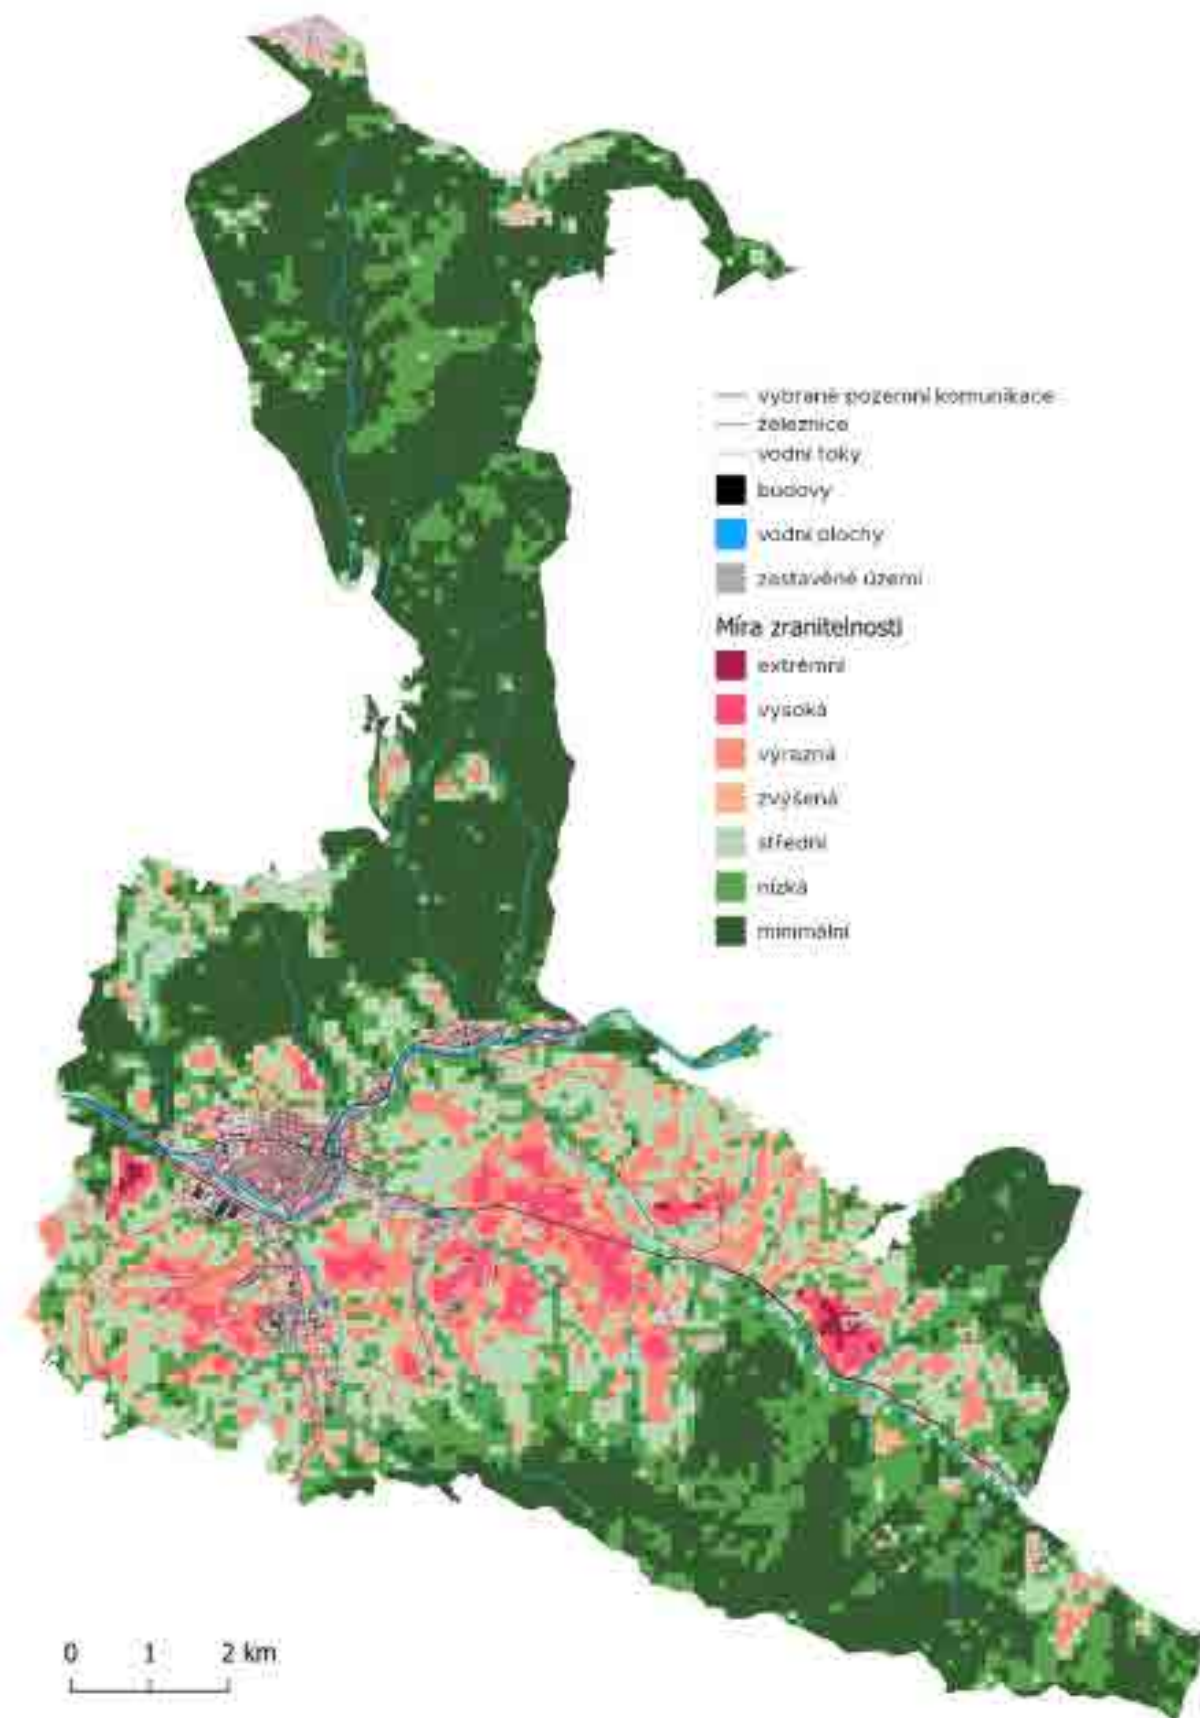 vybrané pozemní komunikace
železnice
vodní toky
budovy
vodní plochy
zastavěné území
Míra zranitelnosti
extrémní
vysoká
výrazná
zvýšená
střední
nízká
minimální
0 1 2 km